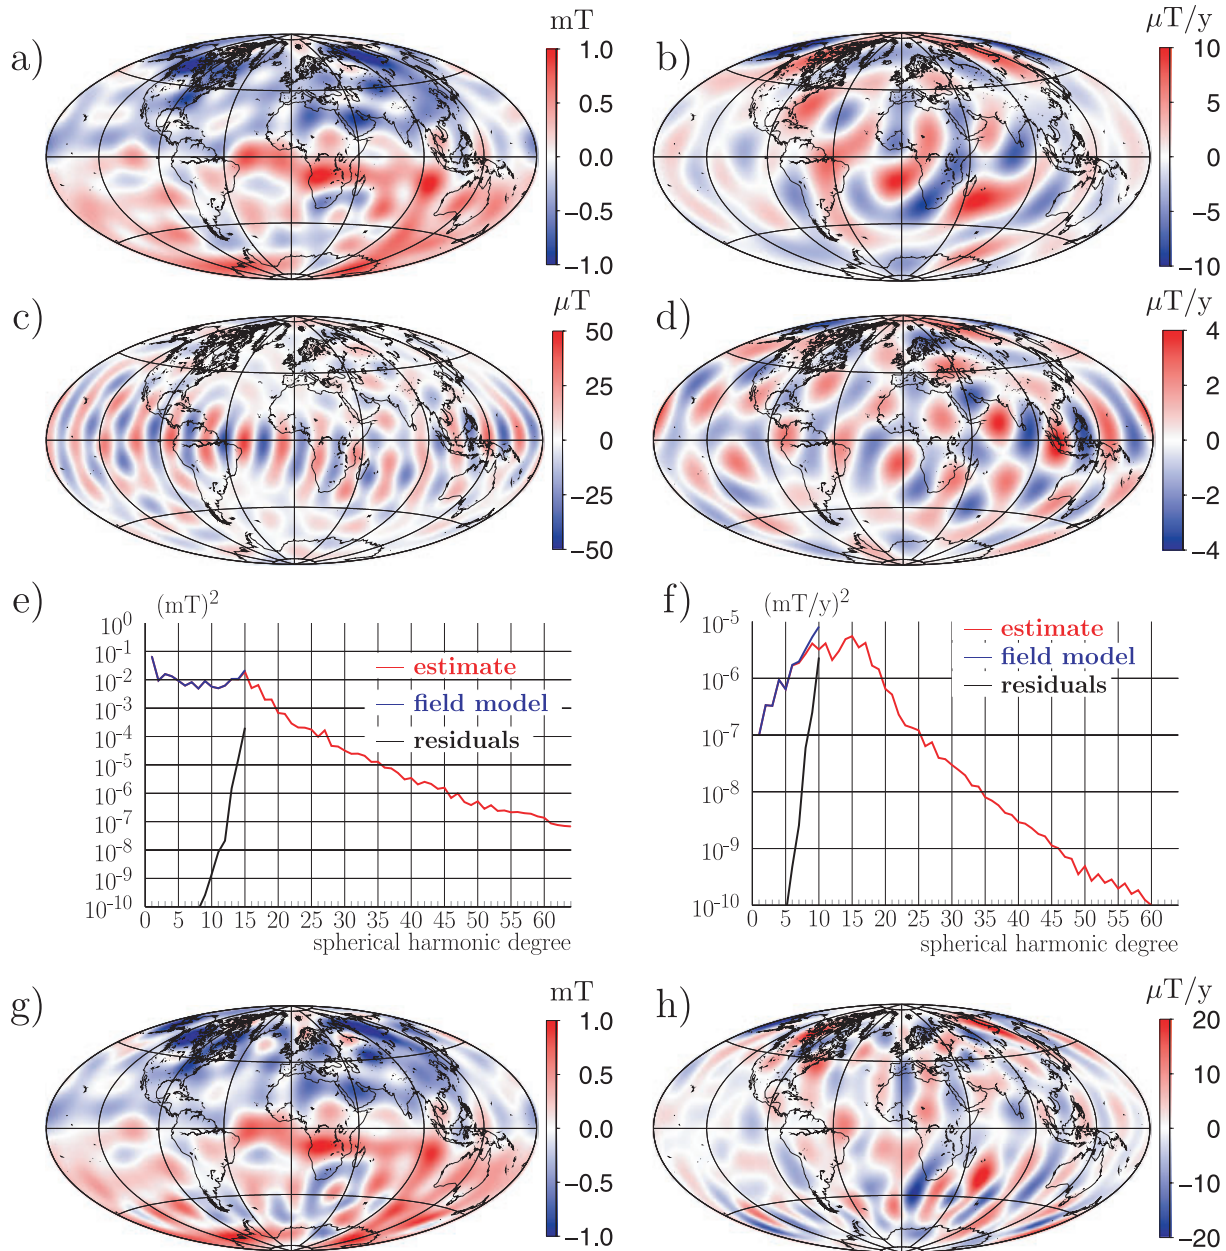 a)
mT
1.0
0.5
0.0
−0.5
−1.0
b)
μT/y
10
5
0
−5
−10
c)
μT
50
25
0
−25
−50
d)
μT/y
4
2
0
−2
−4
e)
(mT)²
10⁰
10⁻¹
10⁻²
10⁻³
10⁻⁴
10⁻⁵
10⁻⁶
10⁻⁷
10⁻⁸
10⁻⁹
10⁻¹⁰
estimate
field model
residuals
0 5 10 15 20 25 30 35 40 45 50 55 60
spherical harmonic degree
f)
(mT/y)²
10⁻⁵
10⁻⁶
10⁻⁷
10⁻⁸
10⁻⁹
10⁻¹⁰
estimate
field model
residuals
0 5 10 15 20 25 30 35 40 45 50 55 60
spherical harmonic degree
g)
mT
1.0
0.5
0.0
−0.5
−1.0
h)
μT/y
20
10
0
−10
−20